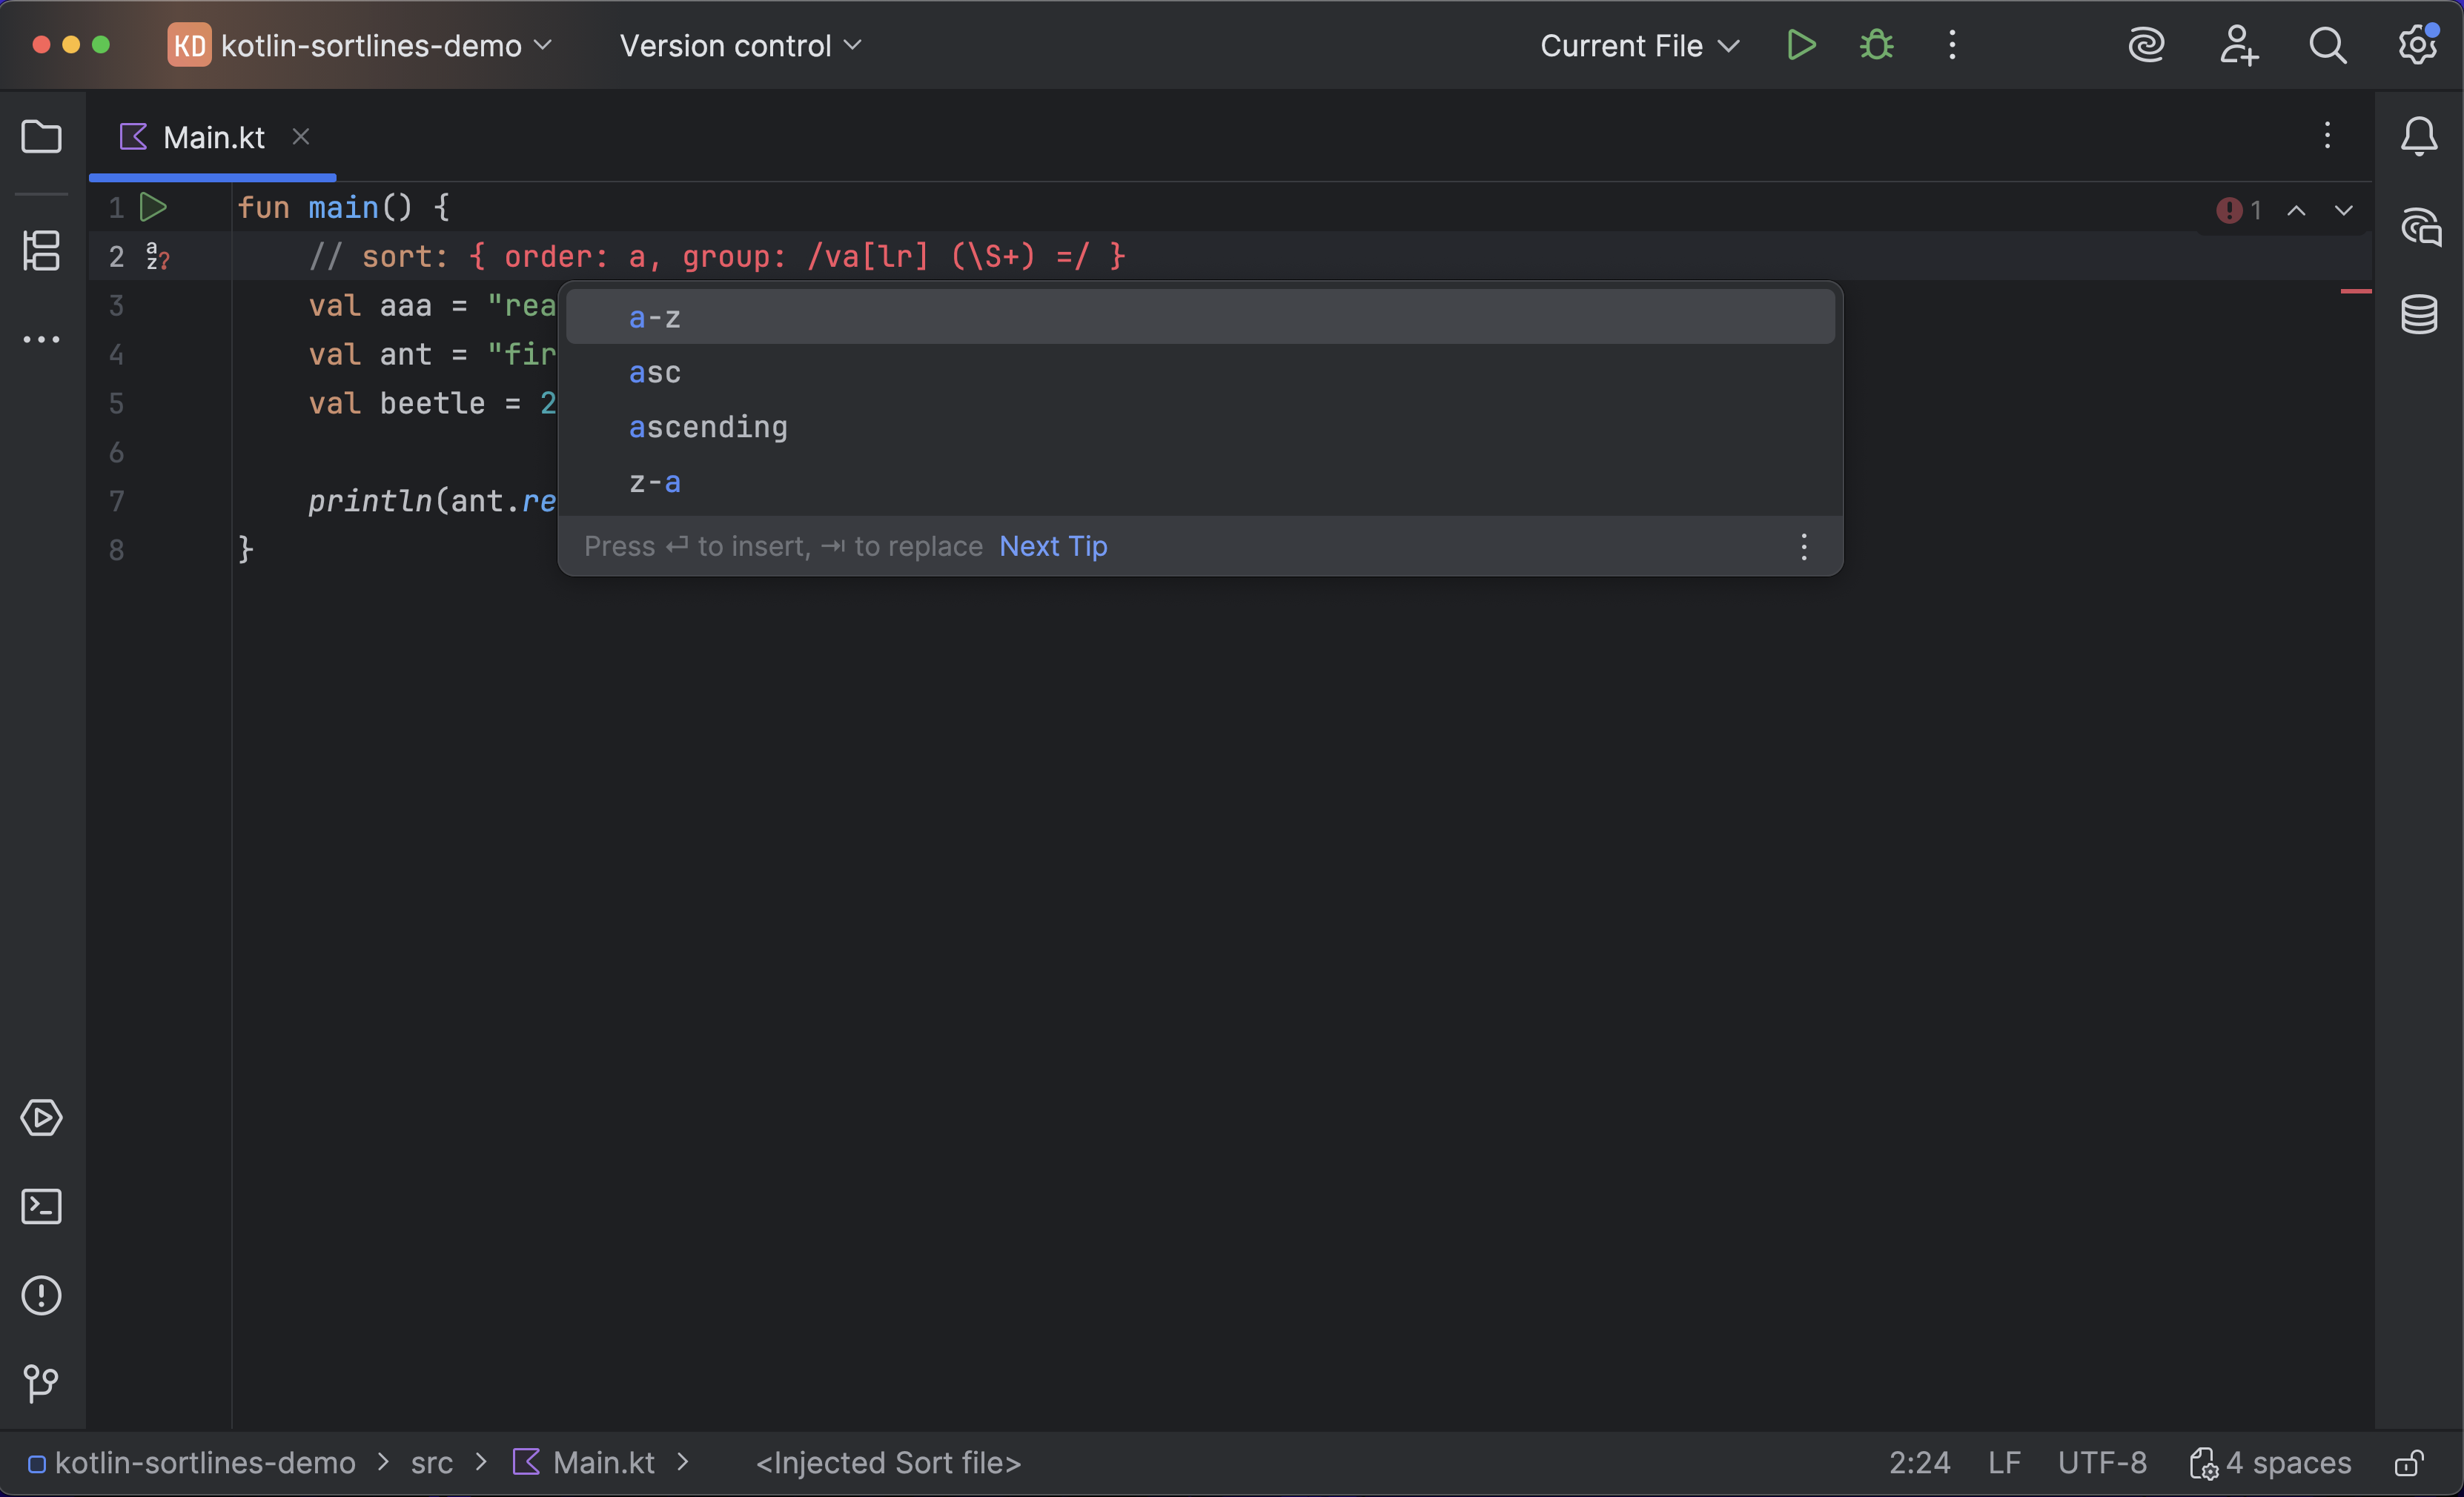 KD kotlin-sortlines-demo Version control Current File
Main.kt
1 fun main() { 1
2 a z? // sort: { order: a, group: /va[lr] (\S+) =/ }
3 val aaa = "rea
4 val ant = "fir
5 val beetle = 2
6
7 println(ant.re
8 }
a-z
asc
ascending
z-a
Press ⏎ to insert, ⇥ to replace Next Tip
kotlin-sortlines-demo > src > Main.kt > <Injected Sort file> 2:24 LF UTF-8 4 spaces